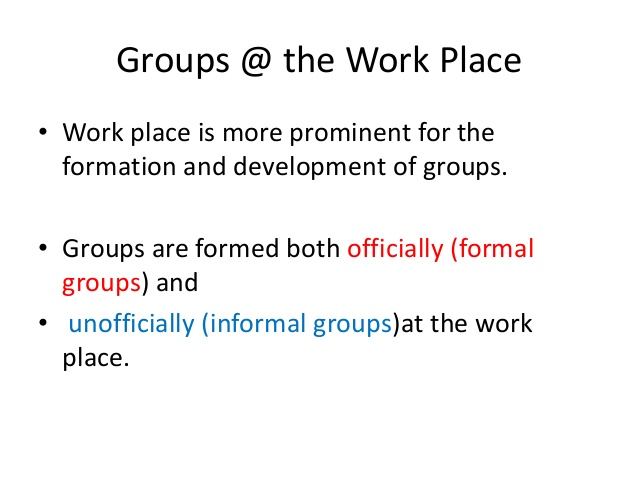 Groups @ the Work Place
• Work place is more prominent for the
formation and development of groups.
• Groups are formed both officially (formal
groups) and
• unofficially (informal groups)at the work
place.